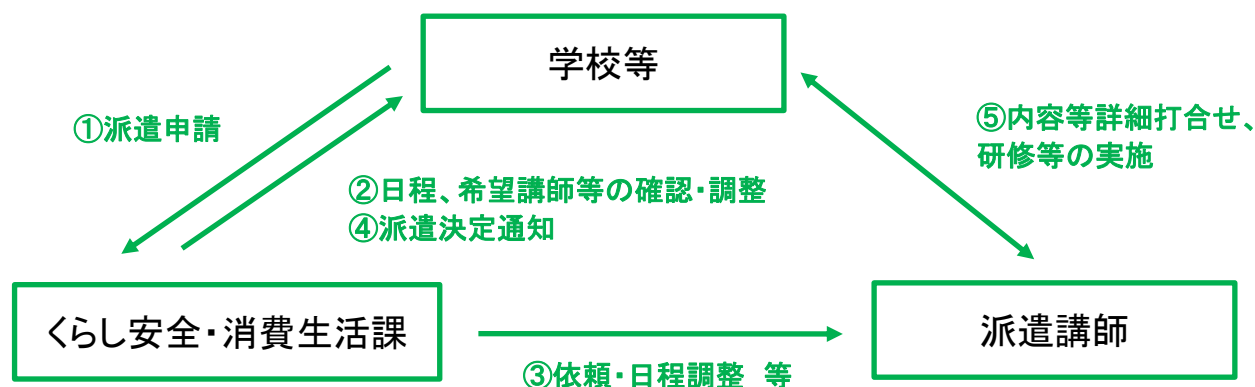 学校等
①派遣申請
⑤内容等詳細打合せ、
研修等の実施
②日程、希望講師等の確認・調整
④派遣決定通知
くらし安全・消費生活課
派遣講師
③依頼・日程調整　等